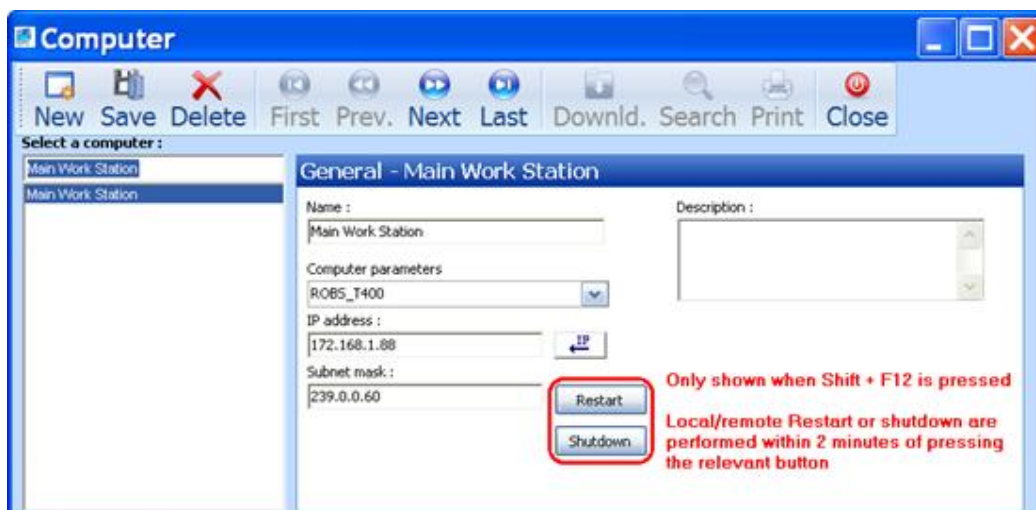 Computer
New Save Delete First Prev. Next Last Downld. Search Print Close
Select a computer :
Main Work Station
Main Work Station
General - Main Work Station
Name :
Main Work Station
Description :
Computer parameters
ROBS_T400
IP address :
172.168.1.88
IP
Subnet mask :
239.0.0.60
Restart
Shutdown
Only shown when Shift + F12 is pressed
Local/remote Restart or shutdown are
performed within 2 minutes of pressing
the relevant button